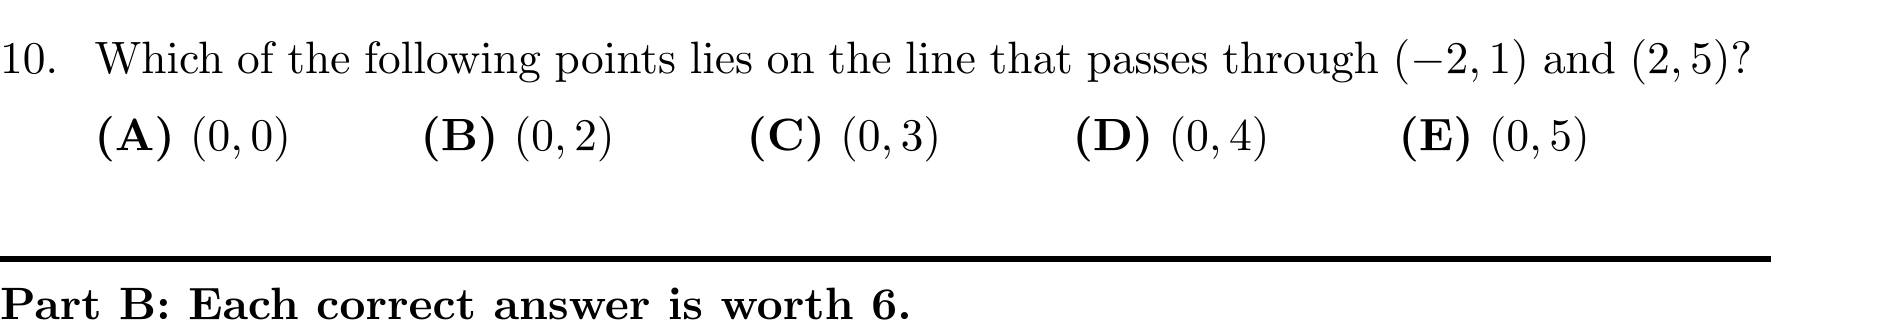 10. Which of the following points lies on the line that passes through (−2, 1) and (2, 5)?
(A) (0, 0) (B) (0, 2) (C) (0, 3) (D) (0, 4) (E) (0, 5)
Part B: Each correct answer is worth 6.